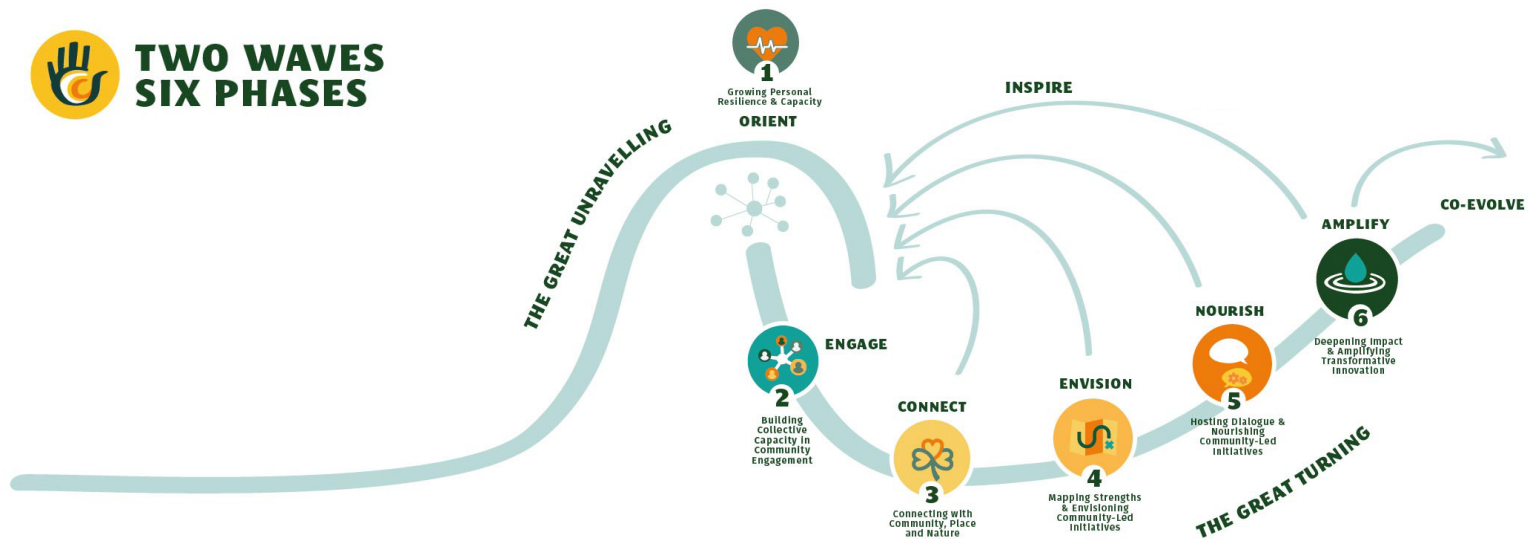 TWO WAVES
SIX PHASES
1
Growing Personal
Resilience & Capacity
ORIENT
THE GREAT UNRAVELLING
INSPIRE
CO-EVOLVE
AMPLIFY
6
Deepening Impact
& Amplifying
Transformative
Innovation
NOURISH
5
Hosting Dialogue &
Nourishing
Community-Led
Initiatives
ENGAGE
2
Building
Collective
Capacity in
Community
Engagement
CONNECT
3
Connecting with
Community, Place
and Nature
ENVISION
4
Mapping Strengths
& Envisioning
Community-Led
Initiatives
THE GREAT TURNING